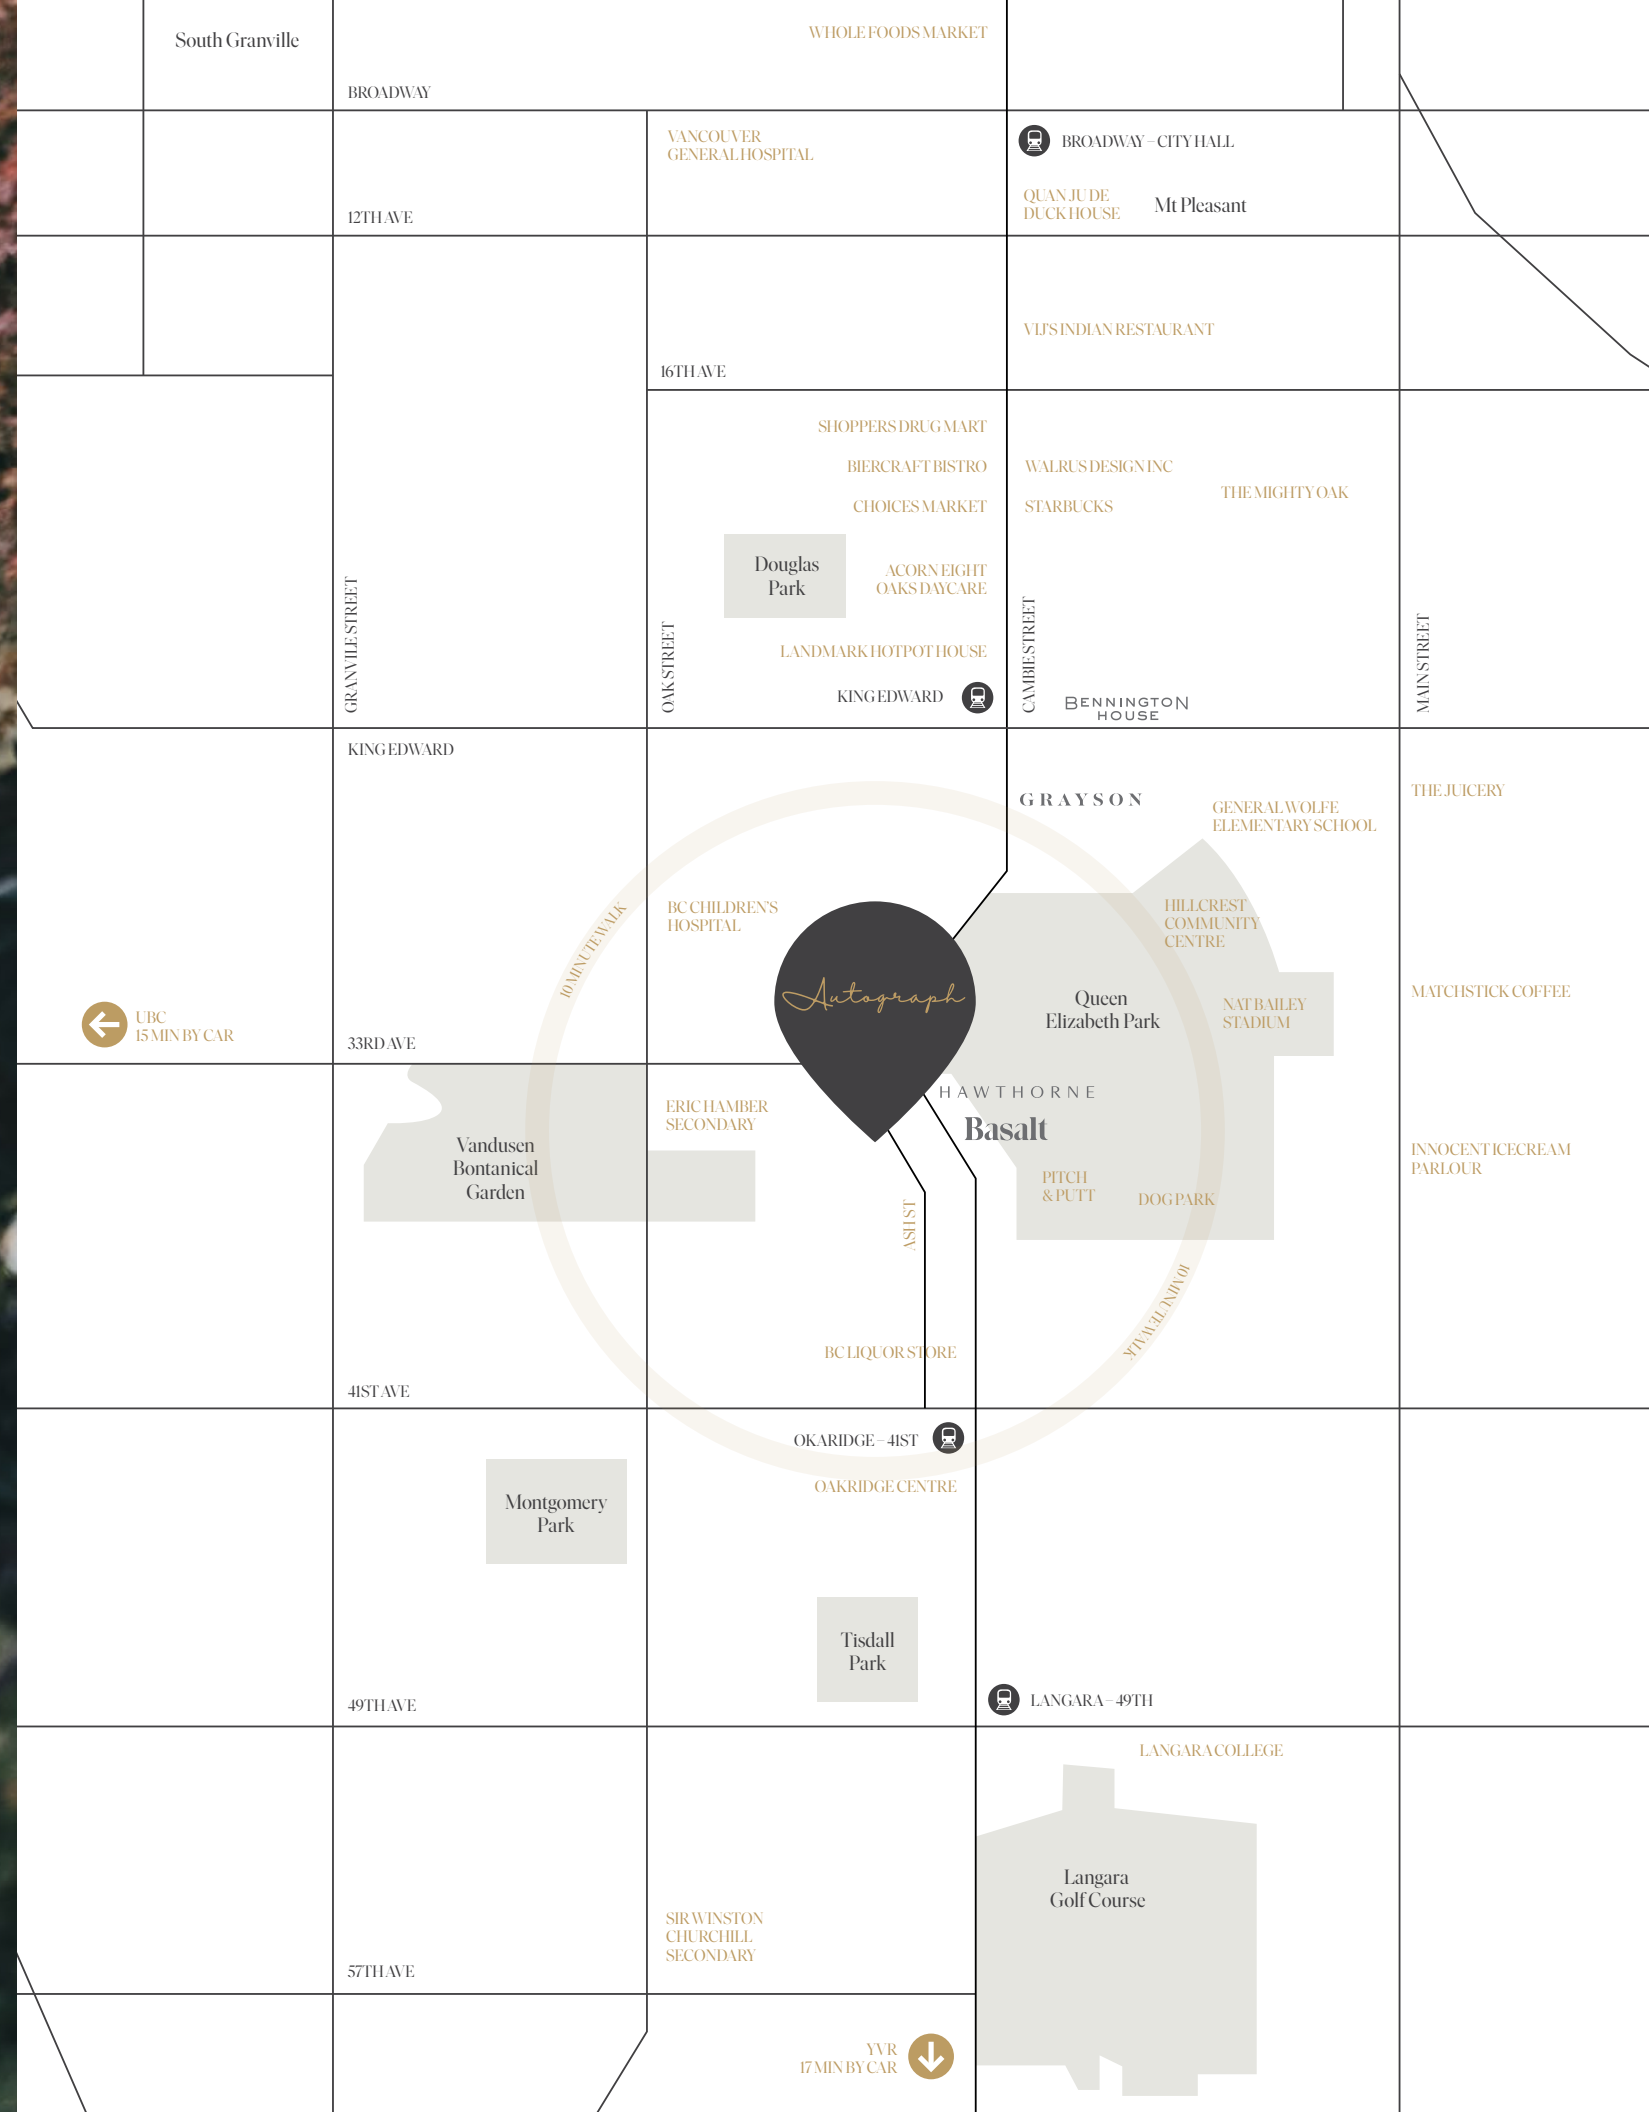 South Granville
WHOLE FOODS MARKET
BROADWAY
VANCOUVER
GENERAL HOSPITAL
BROADWAY – CITY HALL
QUAN JU DE
DUCK HOUSE
Mt Pleasant
12TH AVE
VIJ'S INDIAN RESTAURANT
16TH AVE
SHOPPERS DRUG MART
BIERCRAFT BISTRO
WALRUS DESIGN INC
THE MIGHTY OAK
CHOICES MARKET
STARBUCKS
Douglas
Park
ACORN EIGHT
OAKS DAYCARE
GRANVILE STREET
OAK STREET
CAMBIE STREET
MAIN STREET
LANDMARK HOTPOT HOUSE
KING EDWARD
BENNINGTON
HOUSE
KING EDWARD
THE JUICERY
GRAYSON
GENERAL WOLFE
ELEMENTARY SCHOOL
10 MINUTE WALK
BC CHILDREN'S
HOSPITAL
HILLCREST
COMMUNITY
CENTRE
Autograph
Queen
Elizabeth Park
NAT BAILEY
STADIUM
MATCHSTICK COFFEE
UBC
15 MIN BY CAR
33RD AVE
HAWTHORNE
Basalt
ERIC HAMBER
SECONDARY
Vandusen
Bontanical
Garden
INNOCENT ICECREAM
PARLOUR
PITCH
& PUTT
DOG PARK
ASH ST
10 MINUTE WALK
BC LIQUOR STORE
41ST AVE
OKARIDGE – 41ST
OAKRIDGE CENTRE
Montgomery
Park
Tisdall
Park
49TH AVE
LANGARA – 49TH
LANGARA COLLEGE
Langara
Golf Course
SIR WINSTON
CHURCHILL
SECONDARY
57TH AVE
YVR
17 MIN BY CAR